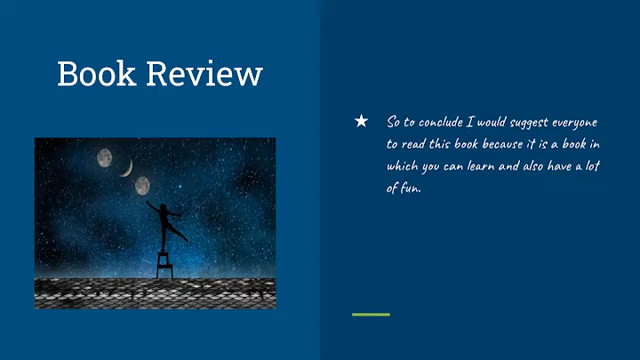 Book Review
So to conclude I would suggest everyone
to read this book because it is a book in
which you can learn and also have a lot
of fun.